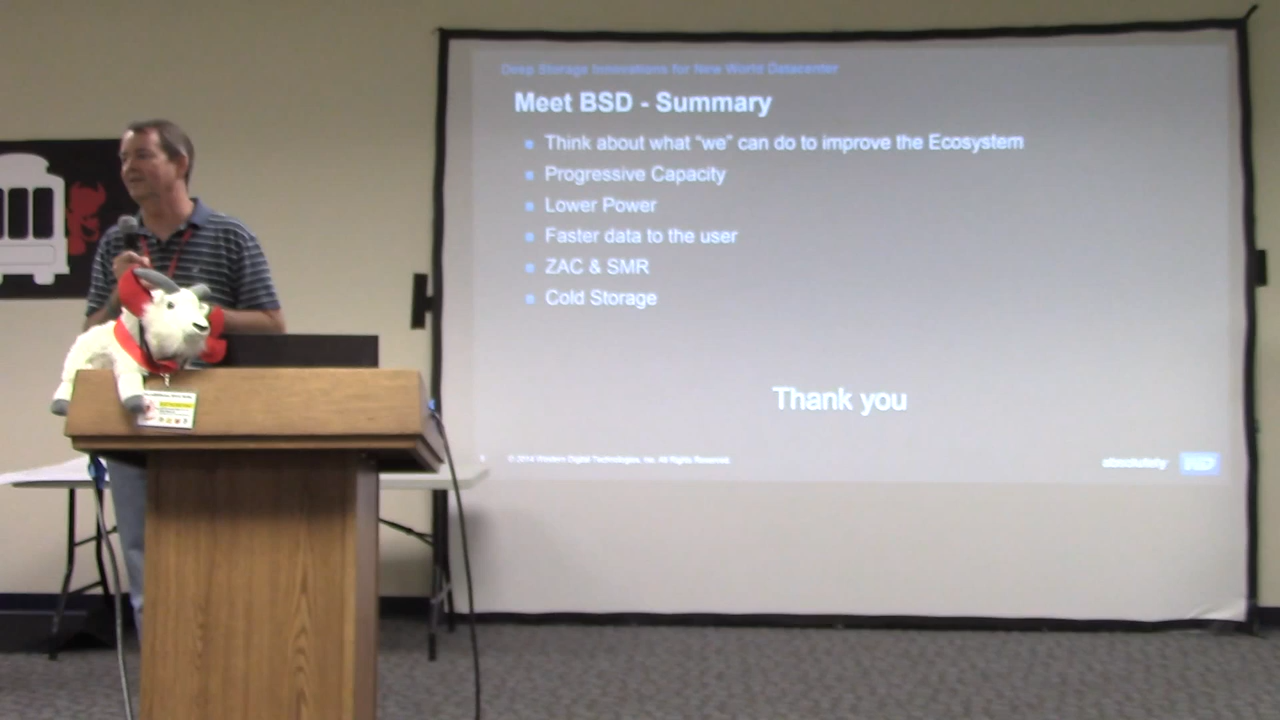 Deep Storage Innovations for New World Datacenter
Meet BSD - Summary
Think about what “we” can do to improve the Ecosystem
Progressive Capacity
Lower Power
Faster data to the user
ZAC & SMR
Cold Storage
Thank you
© 2014 Western Digital Technologies, Inc. All Rights Reserved.
absolutely
WD